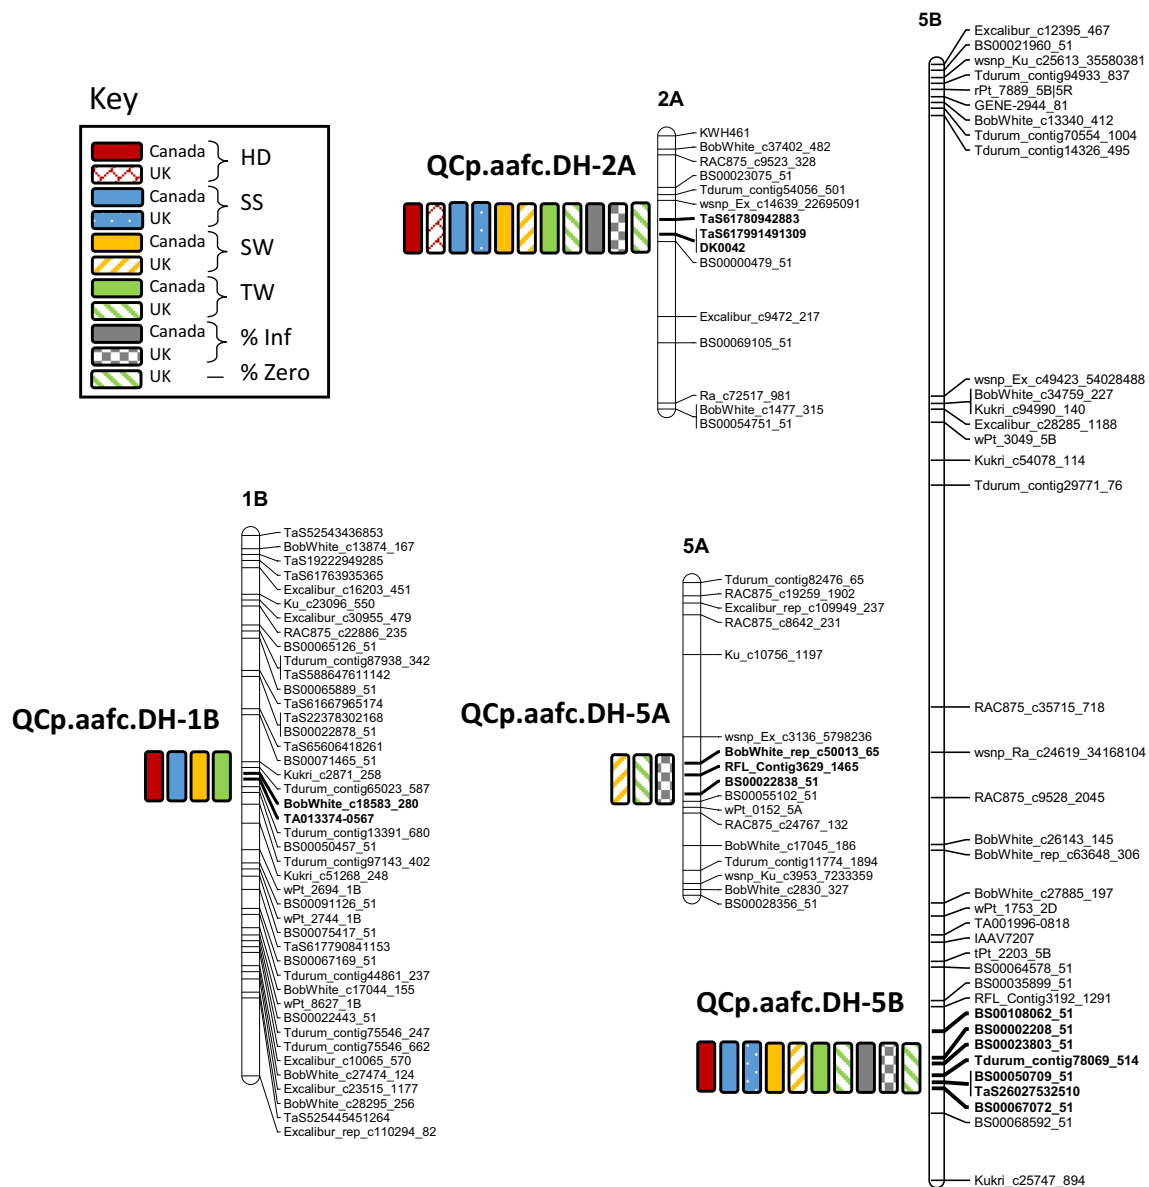 Key
Canada
UK
HD
Canada
UK
SS
Canada
UK
SW
Canada
UK
TW
Canada
UK
% Inf
UK
% Zero
2A
QCp.aafc.DH-2A
KWH461
BobWhite_c37402_482
RAC875_c9523_328
BS00023075_51
Tdurum_contig54056_501
wsnp_Ex_c14639_22695091
TaS61780942883
TaS617991491309
DK0042
BS00000479_51
Excalibur_c9472_217
BS00069105_51
Ra_c72517_981
BobWhite_c1477_315
BS00054751_51
1B
QCp.aafc.DH-1B
TaS52543436853
BobWhite_c13874_167
TaS19222949285
TaS61763935365
Excalibur_c16203_451
Ku_c23096_550
Excalibur_c30955_479
RAC875_c22886_235
BS00065126_51
Tdurum_contig87938_342
TaS588647611142
BS00065889_51
TaS61667965174
TaS22378302168
BS00022878_51
TaS65606418261
BS00071465_51
Kukri_c2871_258
Tdurum_contig65023_587
BobWhite_c18583_280
TA013374-0567
Tdurum_contig13391_680
BS00050457_51
Tdurum_contig97143_402
Kukri_c51268_248
wPt_2694_1B
BS00091126_51
wPt_2744_1B
BS00075417_51
TaS617790841153
BS00067169_51
Tdurum_contig44861_237
BobWhite_c17044_155
wPt_8627_1B
BS00022443_51
Tdurum_contig75546_247
Tdurum_contig75546_662
Excalibur_c10065_570
BobWhite_c27474_124
Excalibur_c23515_1177
BobWhite_c28295_256
TaS525445451264
Excalibur_rep_c110294_82
5A
QCp.aafc.DH-5A
Tdurum_contig82476_65
RAC875_c19259_1902
Excalibur_rep_c109949_237
RAC875_c8642_231
Ku_c10756_1197
wsnp_Ex_c3136_5798236
BobWhite_rep_c50013_65
RFL_Contig3629_1465
BS00022838_51
BS00055102_51
wPt_0152_5A
RAC875_c24767_132
BobWhite_c17045_186
Tdurum_contig11774_1894
wsnp_Ku_c3953_7233359
BobWhite_c2830_327
BS00028356_51
5B
QCp.aafc.DH-5B
Excalibur_c12395_467
BS00021960_51
wsnp_Ku_c25613_35580381
Tdurum_contig94933_837
rPt_7889_5B|5R
GENE-2944_81
BobWhite_c13340_412
Tdurum_contig70554_1004
Tdurum_contig14326_495
wsnp_Ex_c49423_54028488
BobWhite_c34759_227
Kukri_c94990_140
Excalibur_c28285_1188
wPt_3049_5B
Kukri_c54078_114
Tdurum_contig29771_76
RAC875_c35715_718
wsnp_Ra_c24619_34168104
RAC875_c9528_2045
BobWhite_c26143_145
BobWhite_rep_c63648_306
BobWhite_c27885_197
wPt_1753_2D
TA001996-0818
IAAV7207
tPt_2203_5B
BS00064578_51
BS00035899_51
RFL_Contig3192_1291
BS00108062_51
BS00002208_51
BS00023803_51
Tdurum_contig78069_514
BS00050709_51
TaS26027532510
BS00067072_51
BS00068592_51
Kukri_c25747_894